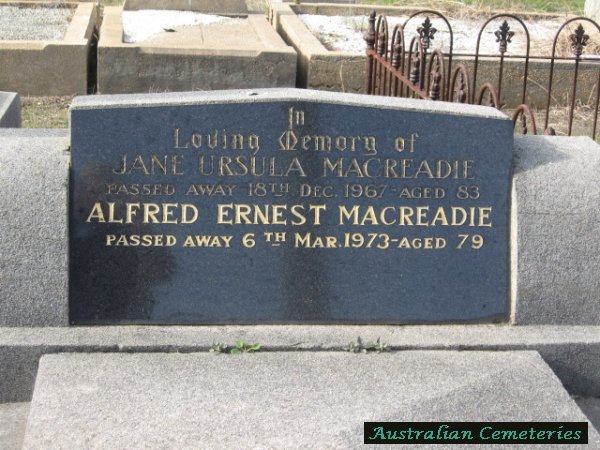 In
Loving Memory of
JANE URSULA MACREADIE
PASSED AWAY 18TH DEC. 1967-AGED 83
ALFRED ERNEST MACREADIE
PASSED AWAY 6TH MAR. 1973-AGED 79
Australian Cemeteries